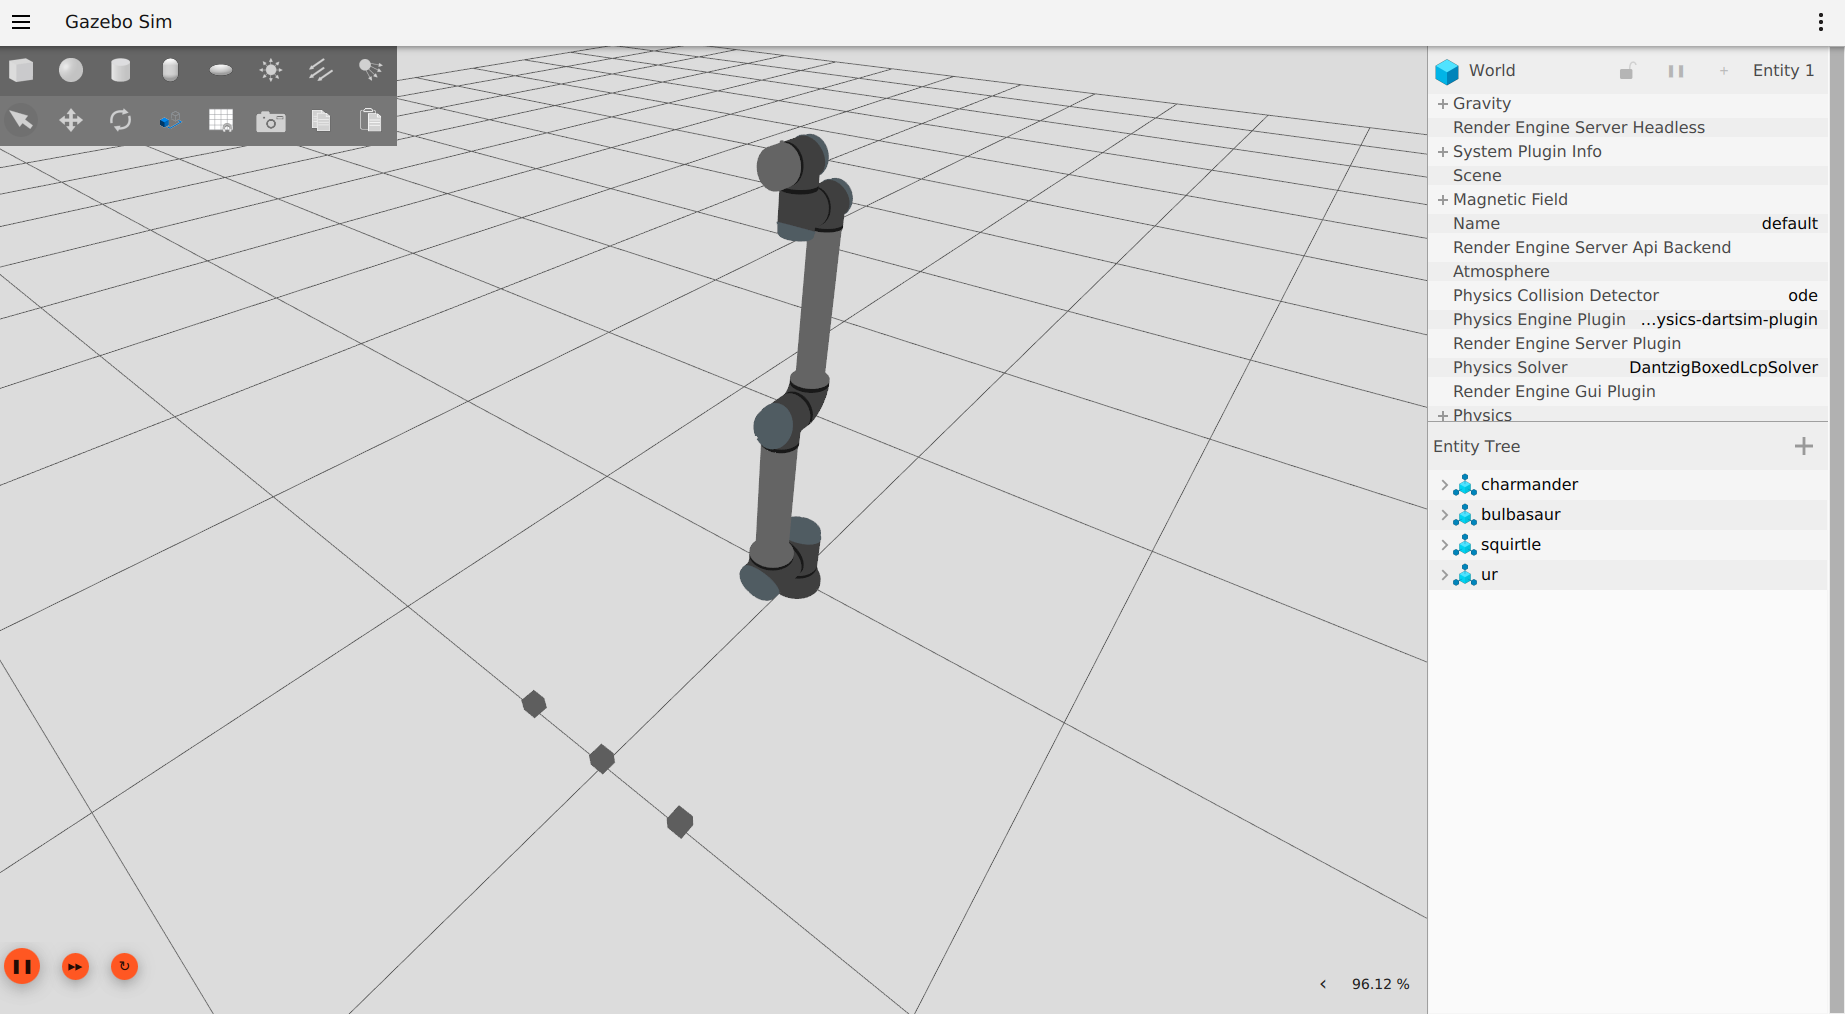 Gazebo Sim
World Entity 1
Gravity
Render Engine Server Headless
System Plugin Info
Scene
Magnetic Field
Name default
Render Engine Server Api Backend
Atmosphere
Physics Collision Detector ode
Physics Engine Plugin ...ysics-dartsim-plugin
Render Engine Server Plugin
Physics Solver DantzigBoxedLcpSolver
Render Engine Gui Plugin
Physics
Entity Tree
charmander
bulbasaur
squirtle
ur
96.12 %